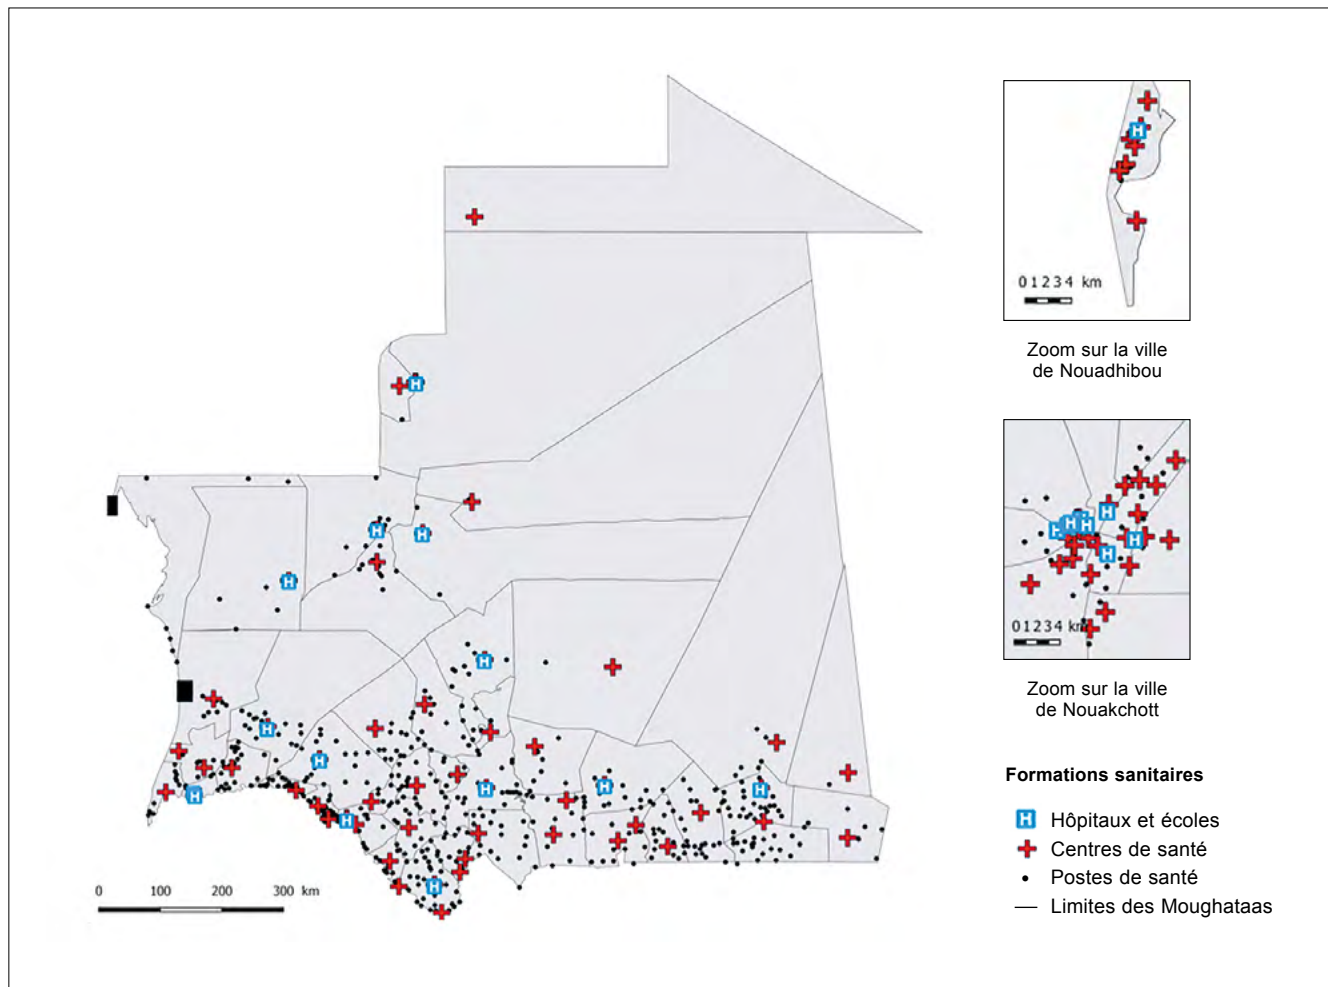 0 1 2 3 4 km
Zoom sur la ville
de Nouadhibou
0 1 2 3 4 km
Zoom sur la ville
de Nouakchott
Formations sanitaires
H Hôpitaux et écoles
Centres de santé
Postes de santé
Limites des Moughataas
0 100 200 300 km